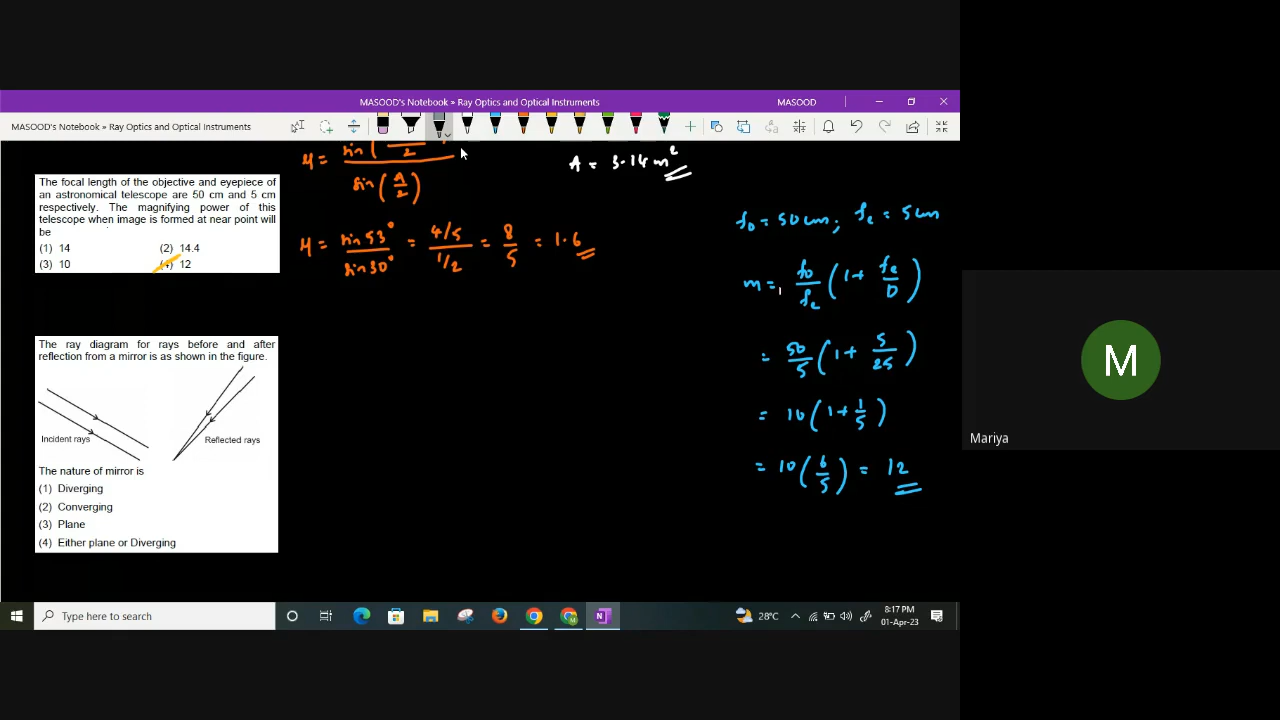 MASOOD's Notebook » Ray Optics and Optical Instruments
MASOOD
MASOOD's Notebook » Ray Optics and Optical Instruments
μ = sin( /2) / sin(A/2)
A = 3.14 m²
The focal length of the objective and eyepiece of
an astronomical telescope are 50 cm and 5 cm
respectively. The magnifying power of this
telescope when image is formed at near point will
be
(1) 14
(2) 14.4
(3) 10
(4) 12
μ = sin53° / sin30° = 4/5 / 1/2 = 8/5 = 1.6
f₀ = 50 cm; fₑ = 5 cm
m = f₀/fₑ (1 + fₑ/D)
= 50/5 (1 + 5/25)
= 10 (1 + 1/5)
= 10 (6/5) = 12
The ray diagram for rays before and after
reflection from a mirror is as shown in the figure.
Incident rays
Reflected rays
The nature of mirror is
(1) Diverging
(2) Converging
(3) Plane
(4) Either plane or Diverging
M
Mariya
Type here to search
28°C
8:17 PM
01-Apr-23